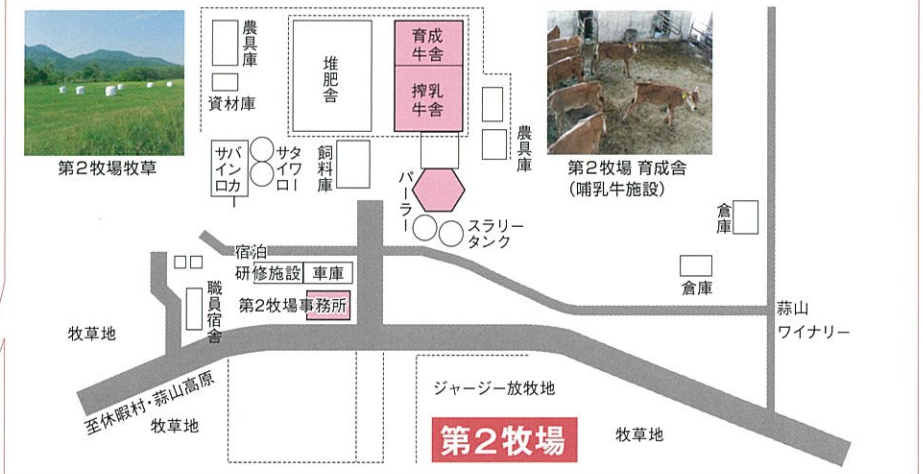 農具庫
資材庫
堆肥舎
育成
牛舎
搾乳
牛舎
農具庫
第2牧場牧草
第2牧場 育成舎
(哺乳牛施設)
バンカ
サイロ
タワー
サイロ
飼料庫
パーラー
スラリー
タンク
倉庫
倉庫
宿泊
研修施設
車庫
職員宿舎
第2牧場事務所
蒜山
ワイナリー
牧草地
至休暇村・蒜山高原
牧草地
ジャージー放牧地
第2牧場
牧草地